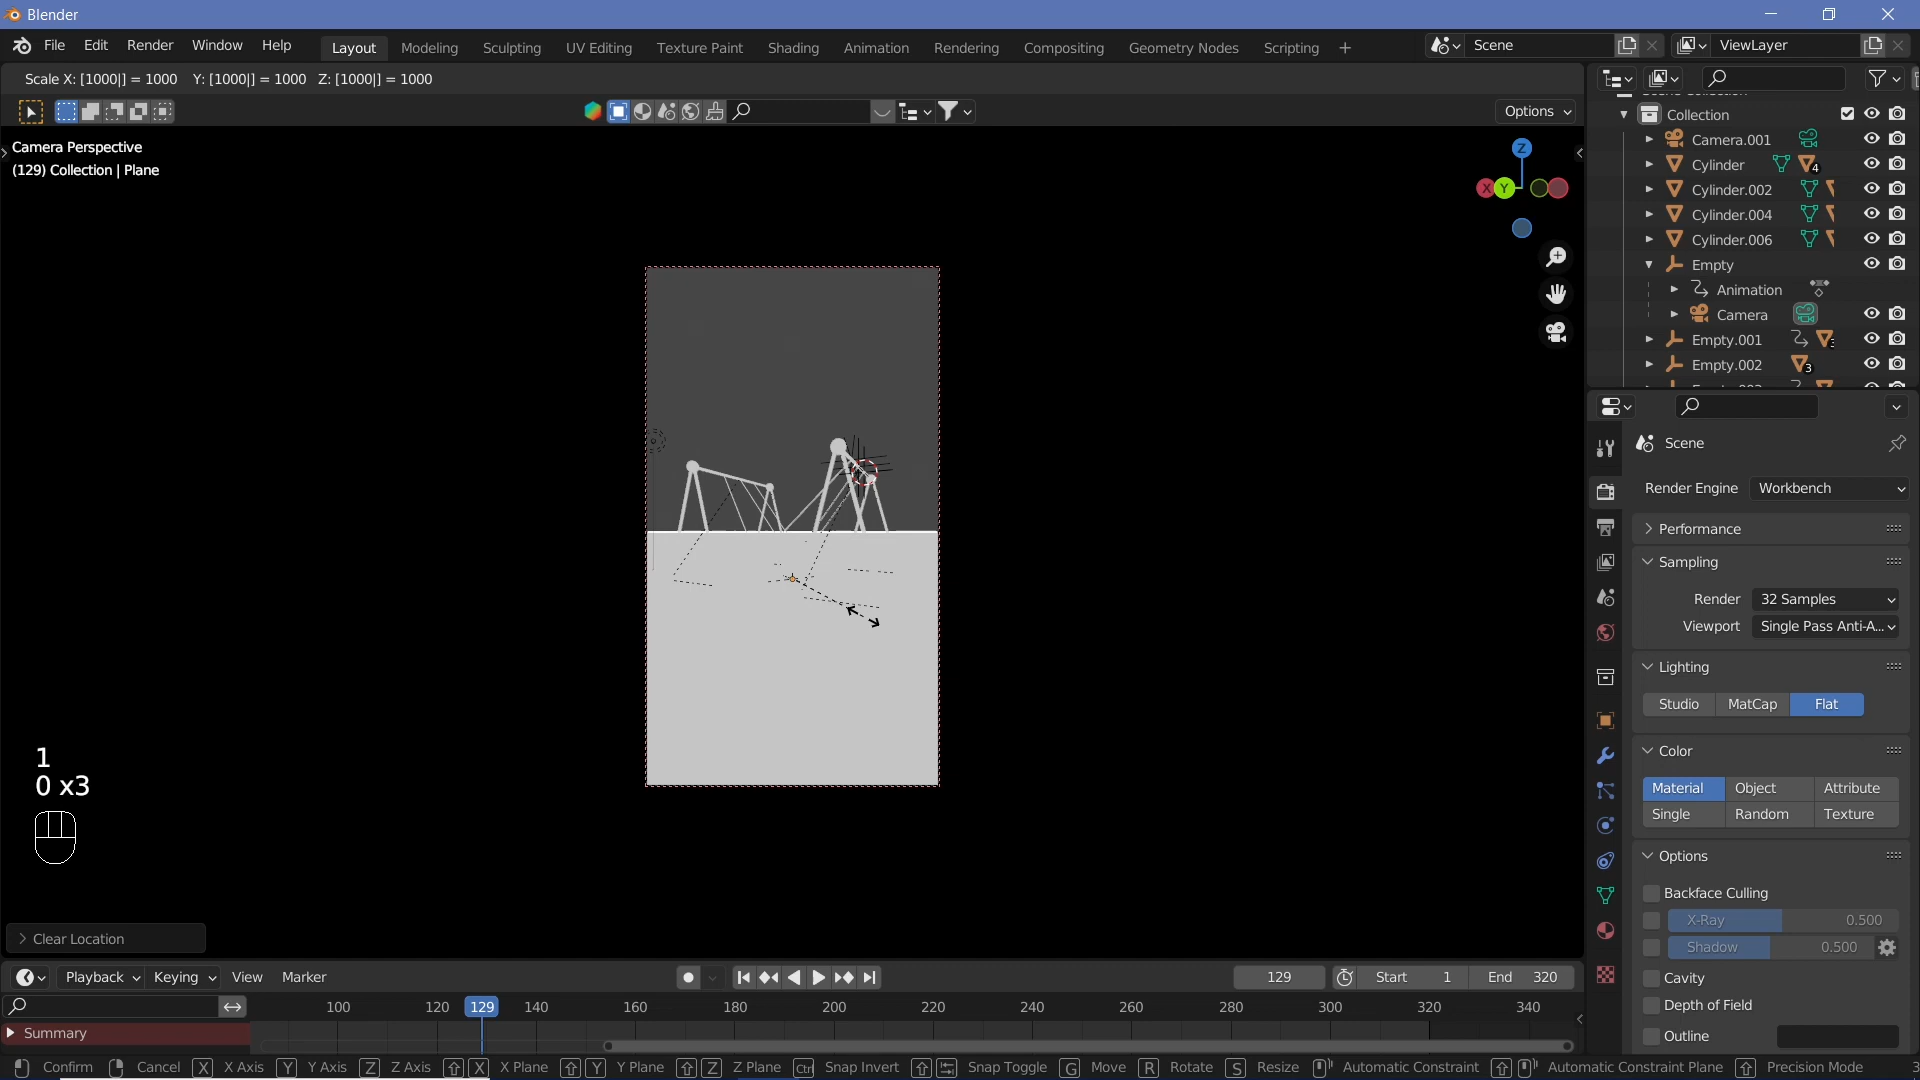 Blender
File Edit Render Window Help Layout Modeling Sculpting UV Editing Texture Paint Shading Animation Rendering Compositing Geometry Nodes Scripting + Scene ViewLayer
Scale X: [1000|] = 1000 Y: [1000|] = 1000 Z: [1000|] = 1000
Options
Camera Perspective
(129) Collection | Plane
Z
X Y
Collection
Camera.001
Cylinder 4
Cylinder.002
Cylinder.004
Cylinder.006
Empty
Animation
Camera
Empty.001
Empty.002 3
Scene
Render Engine Workbench
Performance
Sampling
Render 32 Samples
Viewport Single Pass Anti-A...
Lighting
Studio MatCap Flat
Color
Material Object Attribute
Single Random Texture
Options
Backface Culling
X-Ray 0.500
Shadow 0.500
Cavity
Depth of Field
Outline
1
0 x3
Clear Location
Playback Keying View Marker 129 Start 1 End 320
100 120 129 140 160 180 200 220 240 260 280 300 320 340
Summary
Confirm Cancel X X Axis Y Y Axis Z Z Axis X X Plane Y Y Plane Z Z Plane Ctrl Snap Invert Snap Toggle G Move R Rotate S Resize Automatic Constraint Automatic Constraint Plane Precision Mode